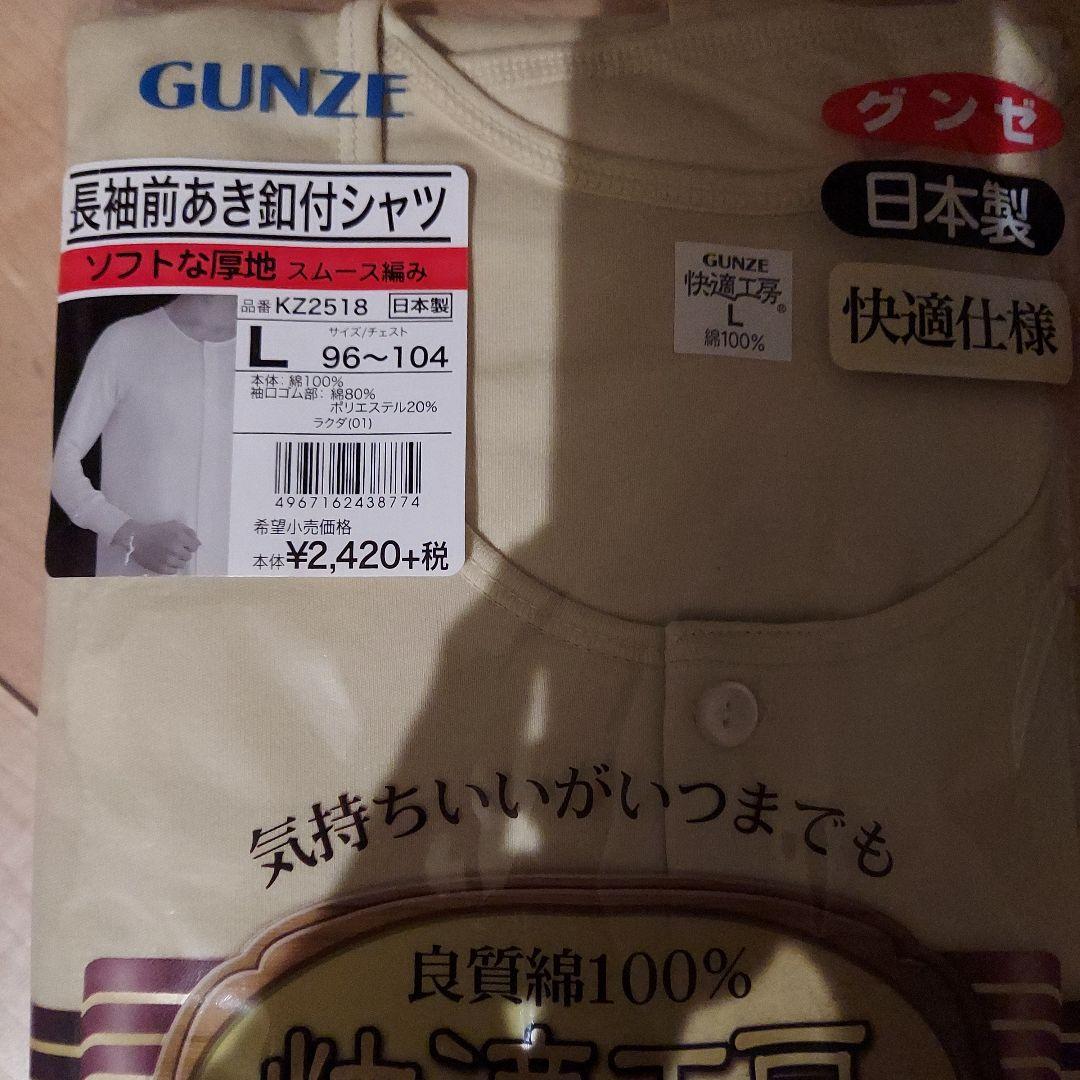 GUNZE
グンゼ
日本製
快適仕様
長袖前あき釦付シャツ
ソフトな厚地 スムース編み
品番 KZ2518 日本製
サイズ/チェスト
L 96〜104
本体：綿100%
袖口ゴム部：綿80%
ポリエステル20%
ラクダ(01)
4967162438774
希望小売価格
本体¥2,420+税
GUNZE
快適工房®
L
綿100%
気持ちいいがいつまでも
良質綿100%
快適工房